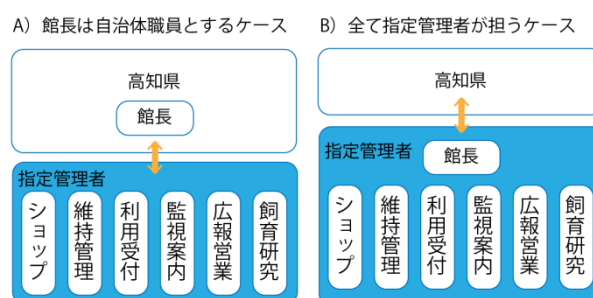 A）館長は自治体職員とするケース
高知県
館長
指定管理者
ショップ
維持管理
利用受付
監視案内
広報営業
飼育研究
B）全て指定管理者が担うケース
高知県
指定管理者
館長
ショップ
維持管理
利用受付
監視案内
広報営業
飼育研究